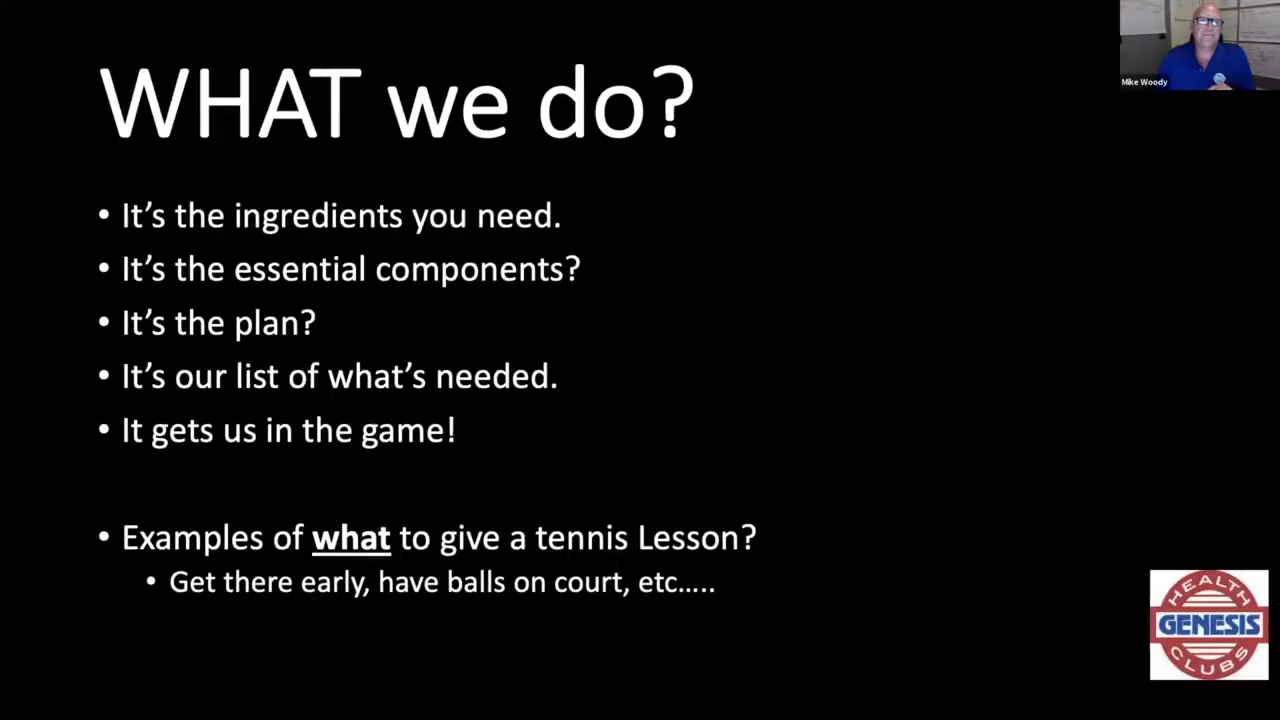 WHAT we do?
Mike Woody
• It's the ingredients you need.
• It's the essential components?
• It's the plan?
• It's our list of what's needed.
• It gets us in the game!
• Examples of what to give a tennis Lesson?
• Get there early, have balls on court, etc.....
HEALTH
GENESIS
CLUBS